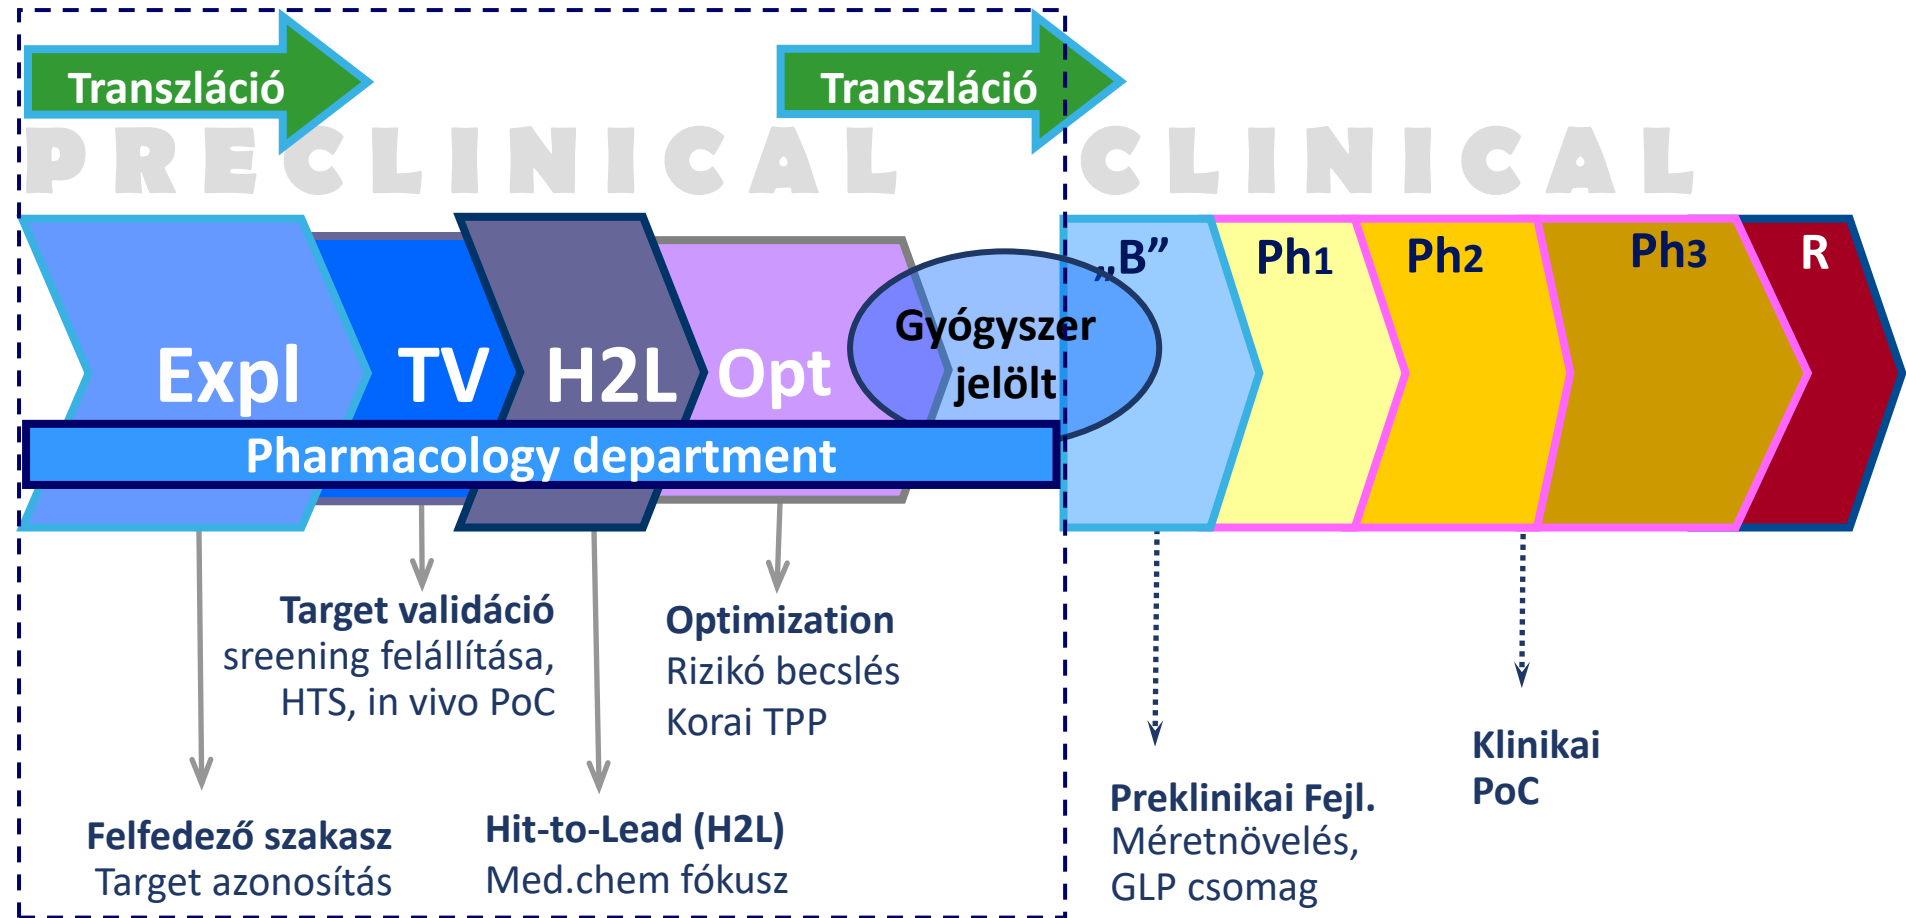 Transzláció
Transzláció
PRECLINICAL
CLINICAL
Expl
TV
H2L
Opt
Gyógyszer
jelölt
„B”
Ph1
Ph2
Ph3
R
Pharmacology department
Target validáció
sreening felállítása,
HTS, in vivo PoC
Optimization
Rizikó becslés
Korai TPP
Felfedező szakasz
Target azonosítás
Hit-to-Lead (H2L)
Med.chem fókusz
Preklinikai Fejl.
Méretnövelés,
GLP csomag
Klinikai
PoC